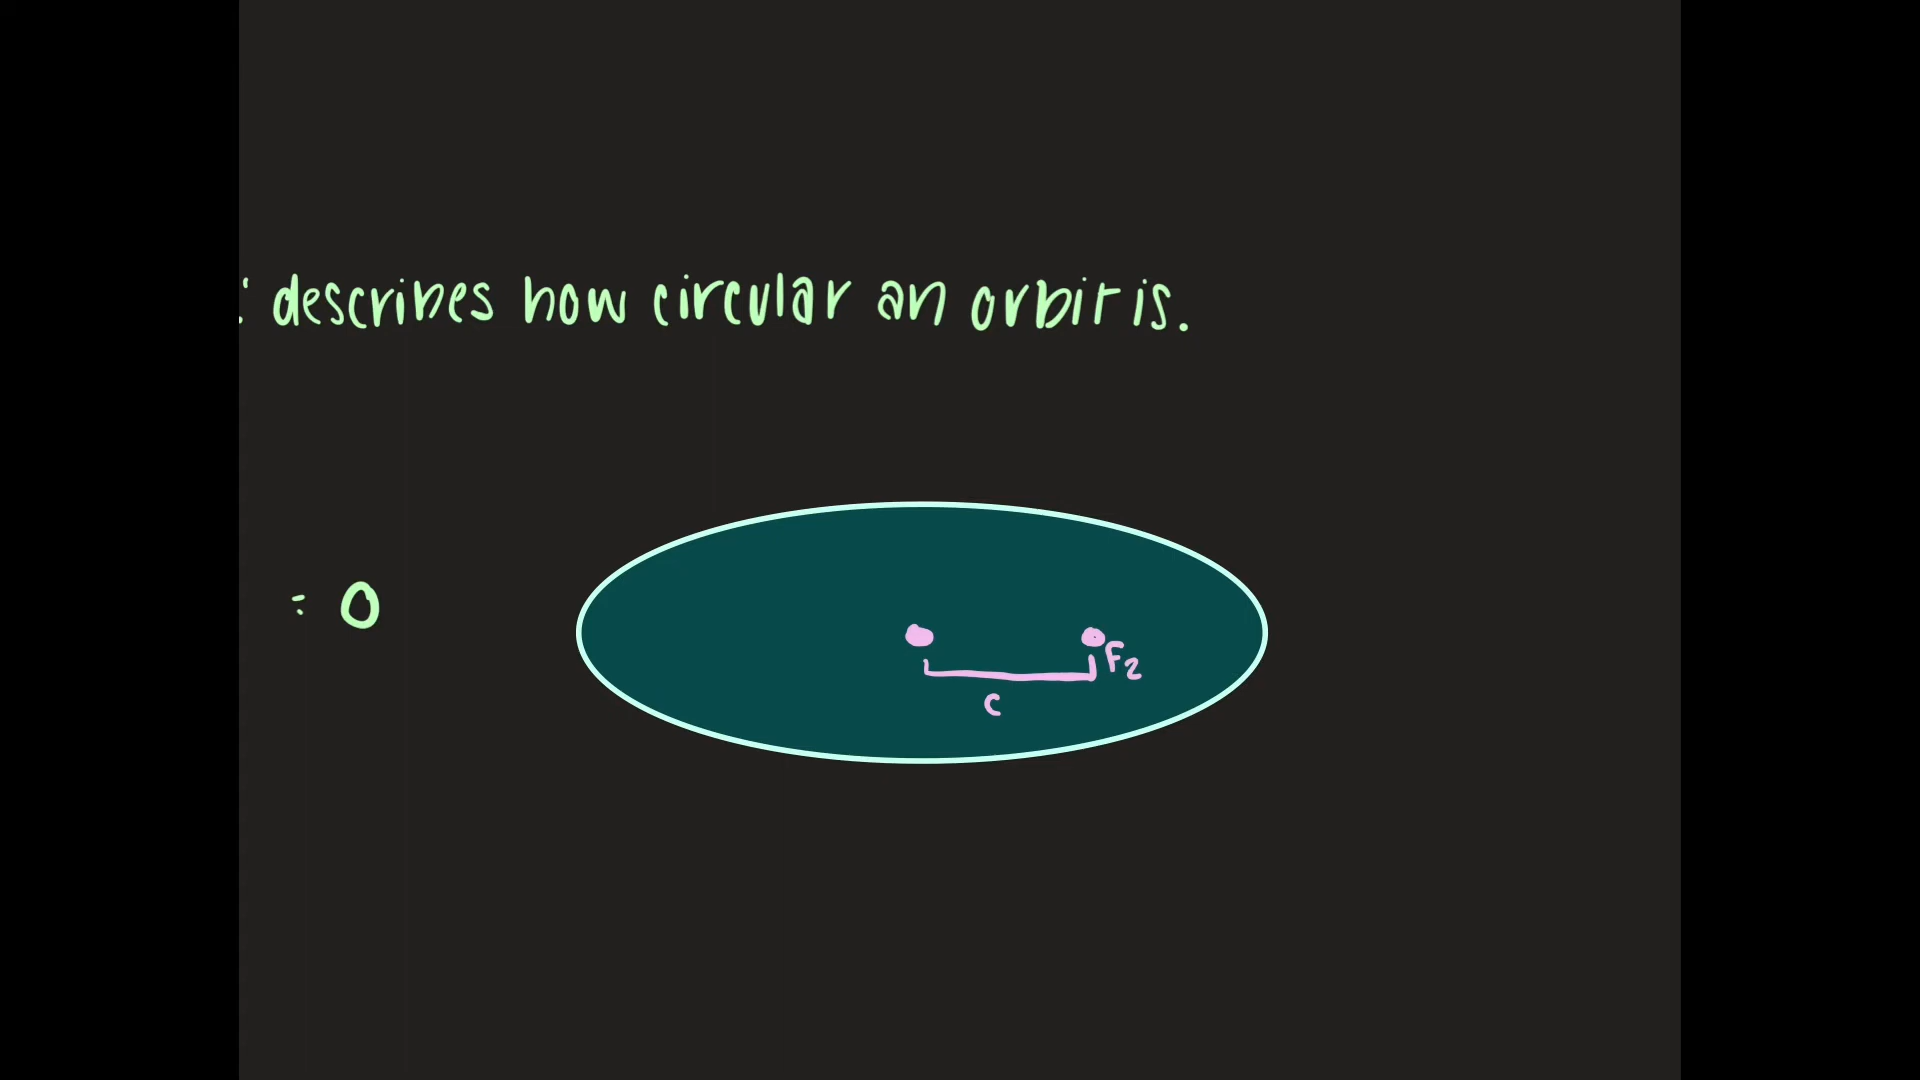 : describes how circular an orbit is.
= 0
F2
c